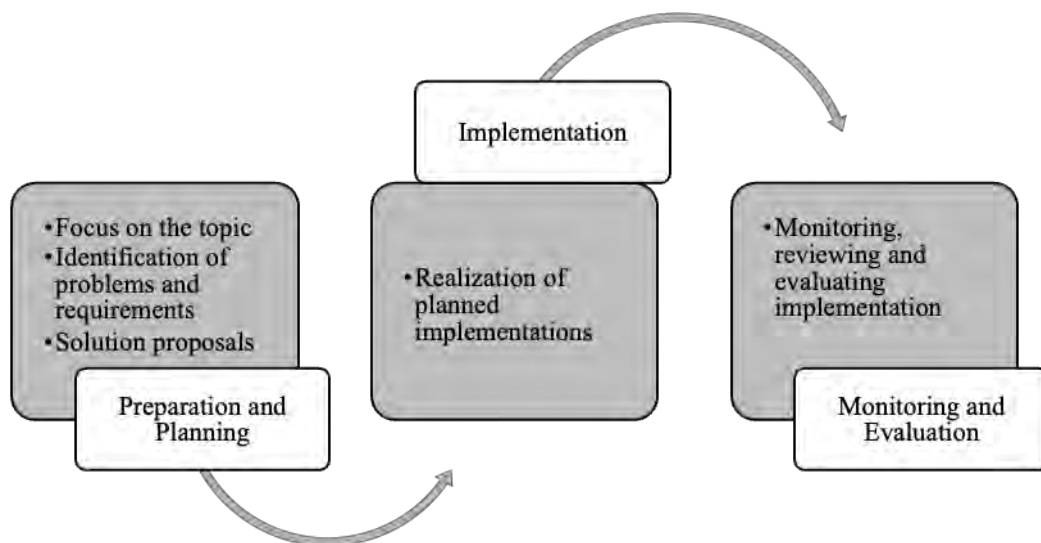 •Focus on the topic
•Identification of
problems and
requirements
•Solution proposals
Preparation and
Planning
Implementation
•Realization of
planned
implementations
•Monitoring,
reviewing and
evaluating
implementation
Monitoring and
Evaluation